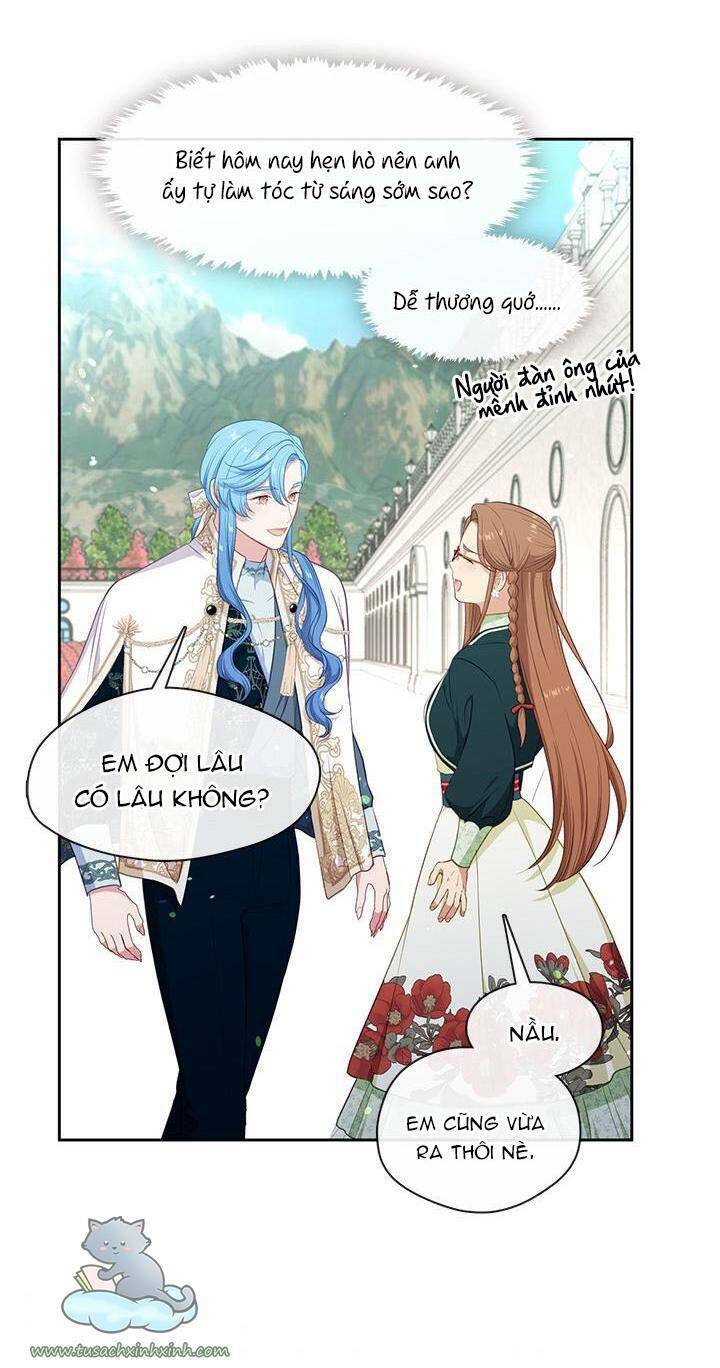 Biết hôm nay hẹn hò nên anh
ấy tự làm tóc từ sáng sớm sao?
Dễ thương quớ......
Người đàn ông của
mềnh đỉnh nhứt!
EM ĐỢI LÂU
CÓ LÂU KHÔNG?
NẦU.
EM CŨNG VỪA
RA THÔI NÈ.
www.tusachxinhxinh.com